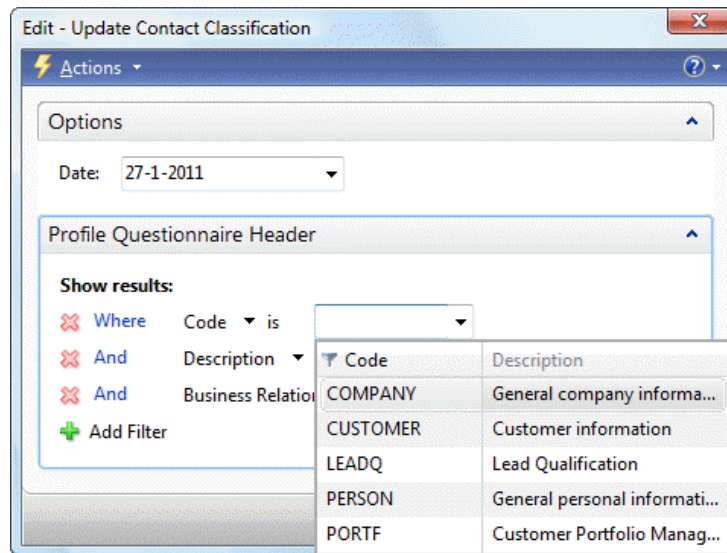 Edit - Update Contact Classification
Actions
Options
Date: 27-1-2011
Profile Questionnaire Header
Show results:
Where Code is
And Description
And Business Relation
Add Filter
Code Description
COMPANY General company informa...
CUSTOMER Customer information
LEADQ Lead Qualification
PERSON General personal informati...
PORTF Customer Portfolio Manag...